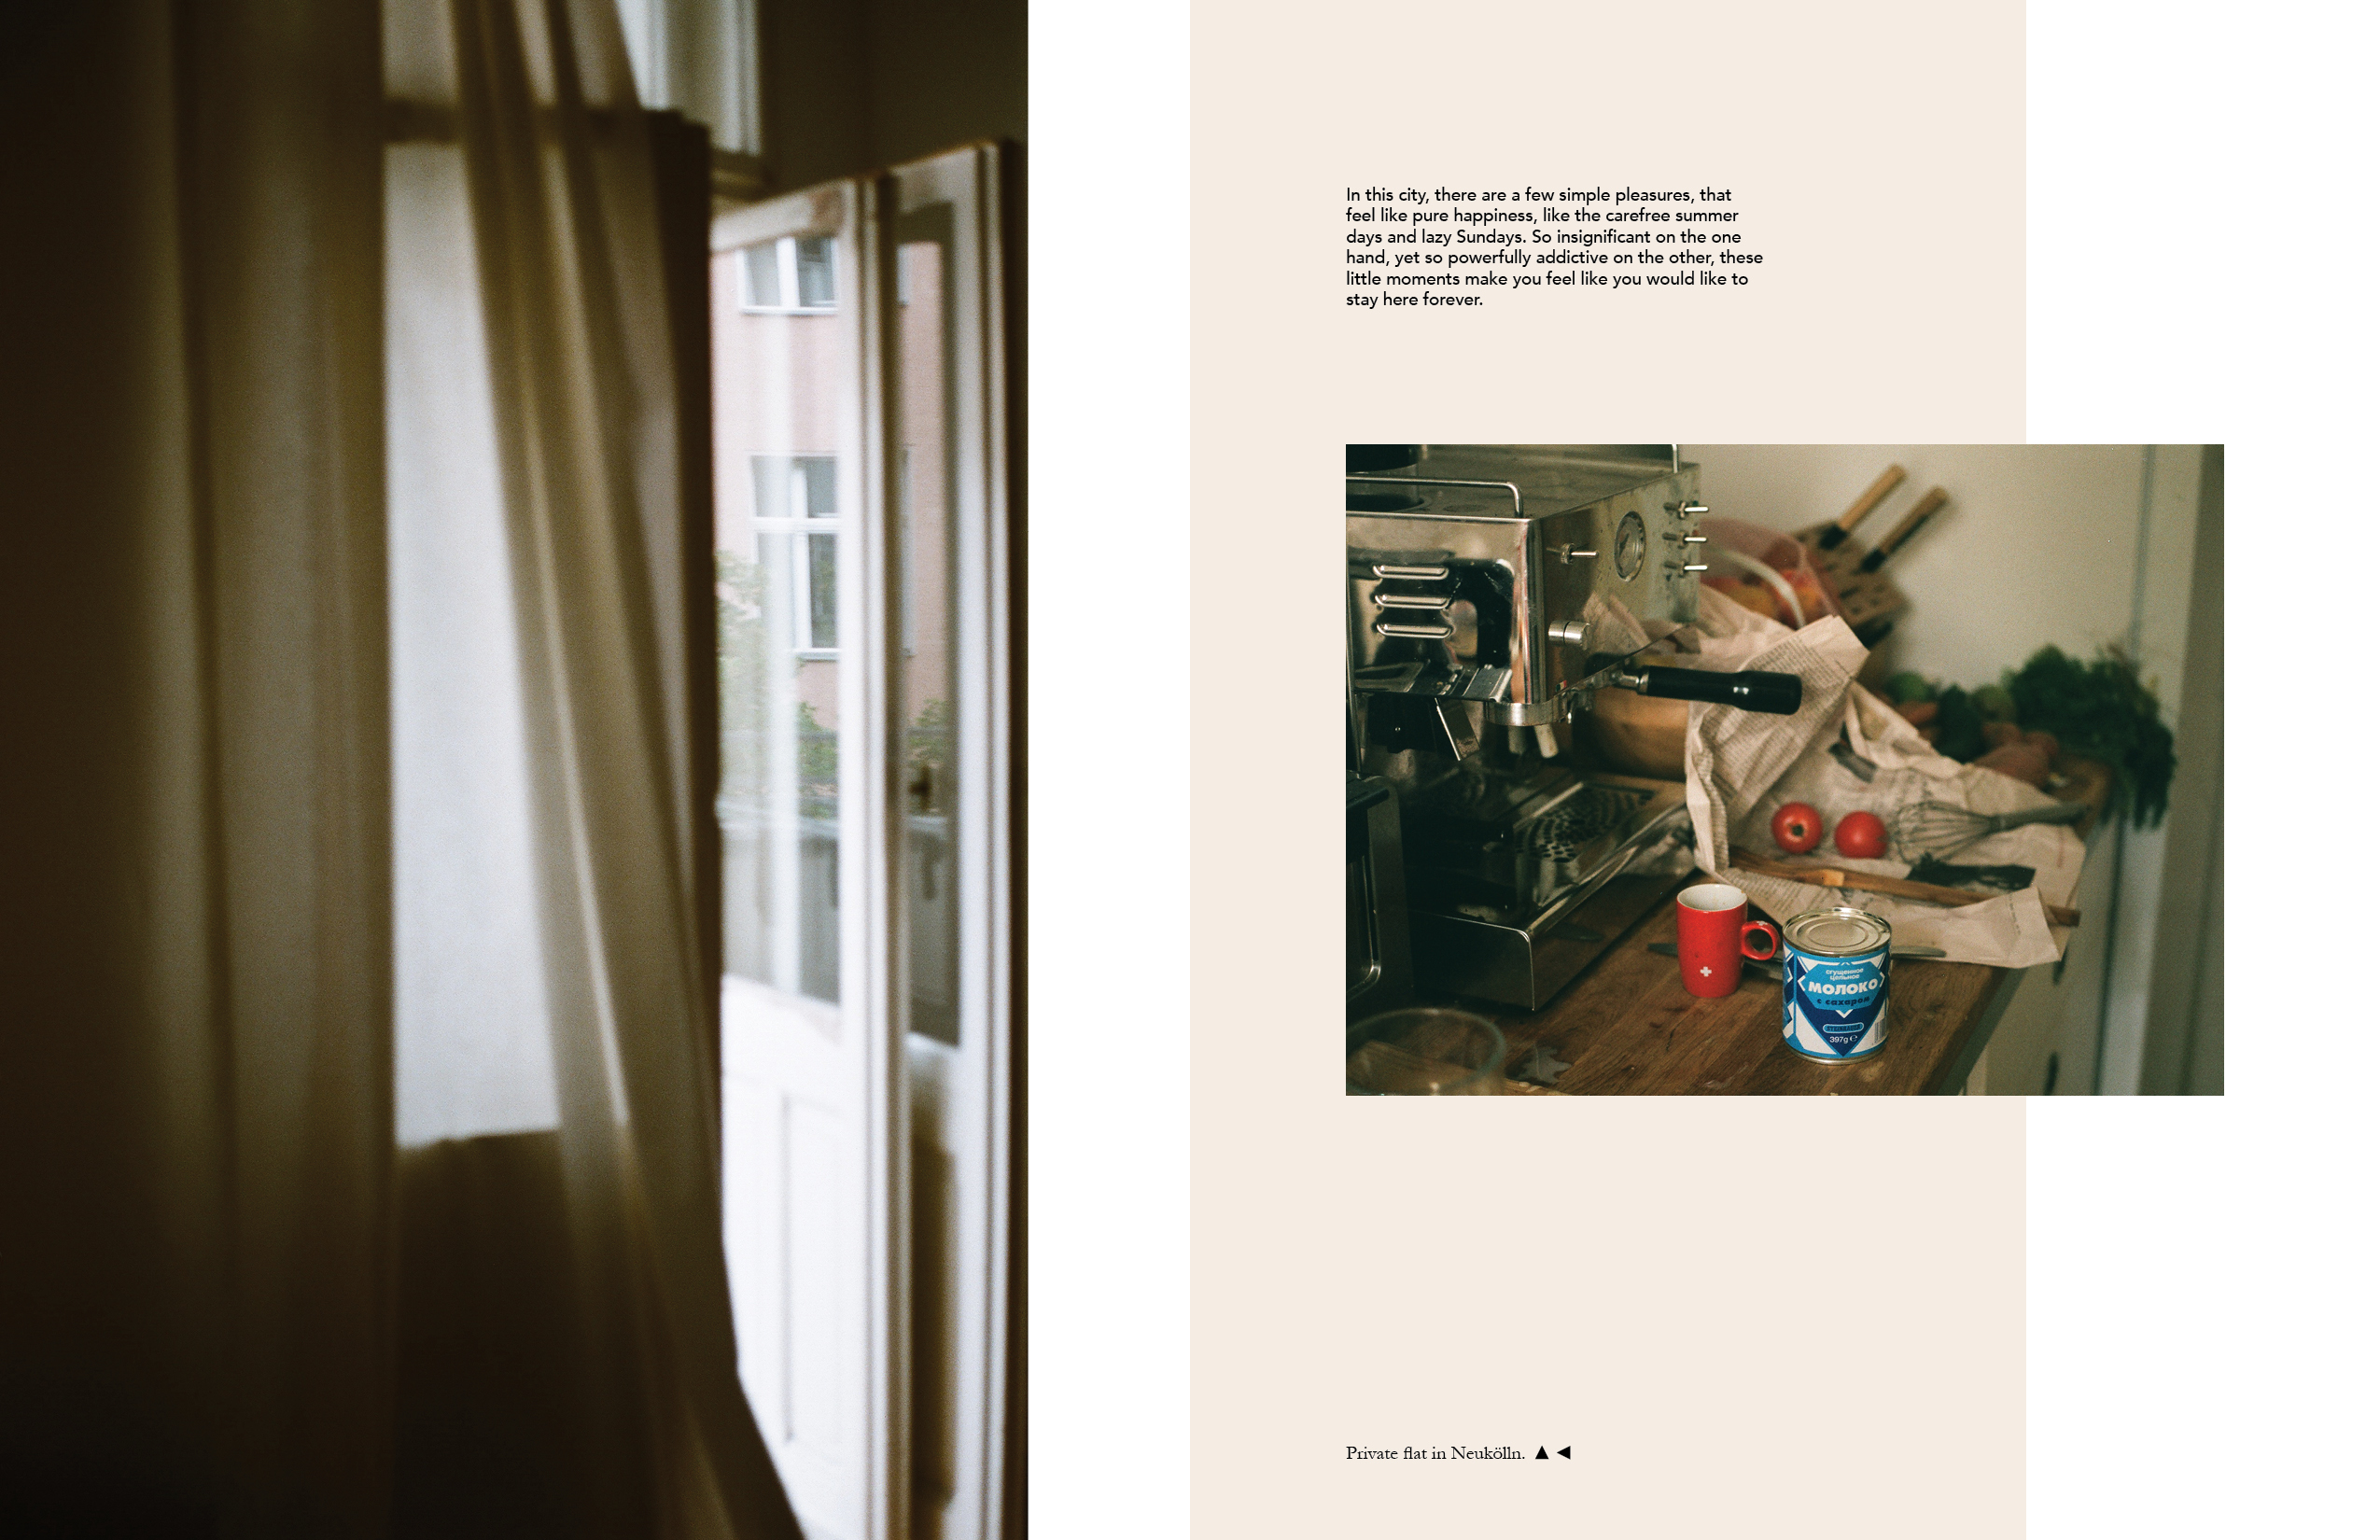 In this city, there are a few simple pleasures, that
feel like pure happiness, like the carefree summer
days and lazy Sundays. So insignificant on the one
hand, yet so powerfully addictive on the other, these
little moments make you feel like you would like to
stay here forever.
сгущенное
цельное
МОЛОКО
с сахаром
397g ℮
Private flat in Neukölln. ▲ ◀